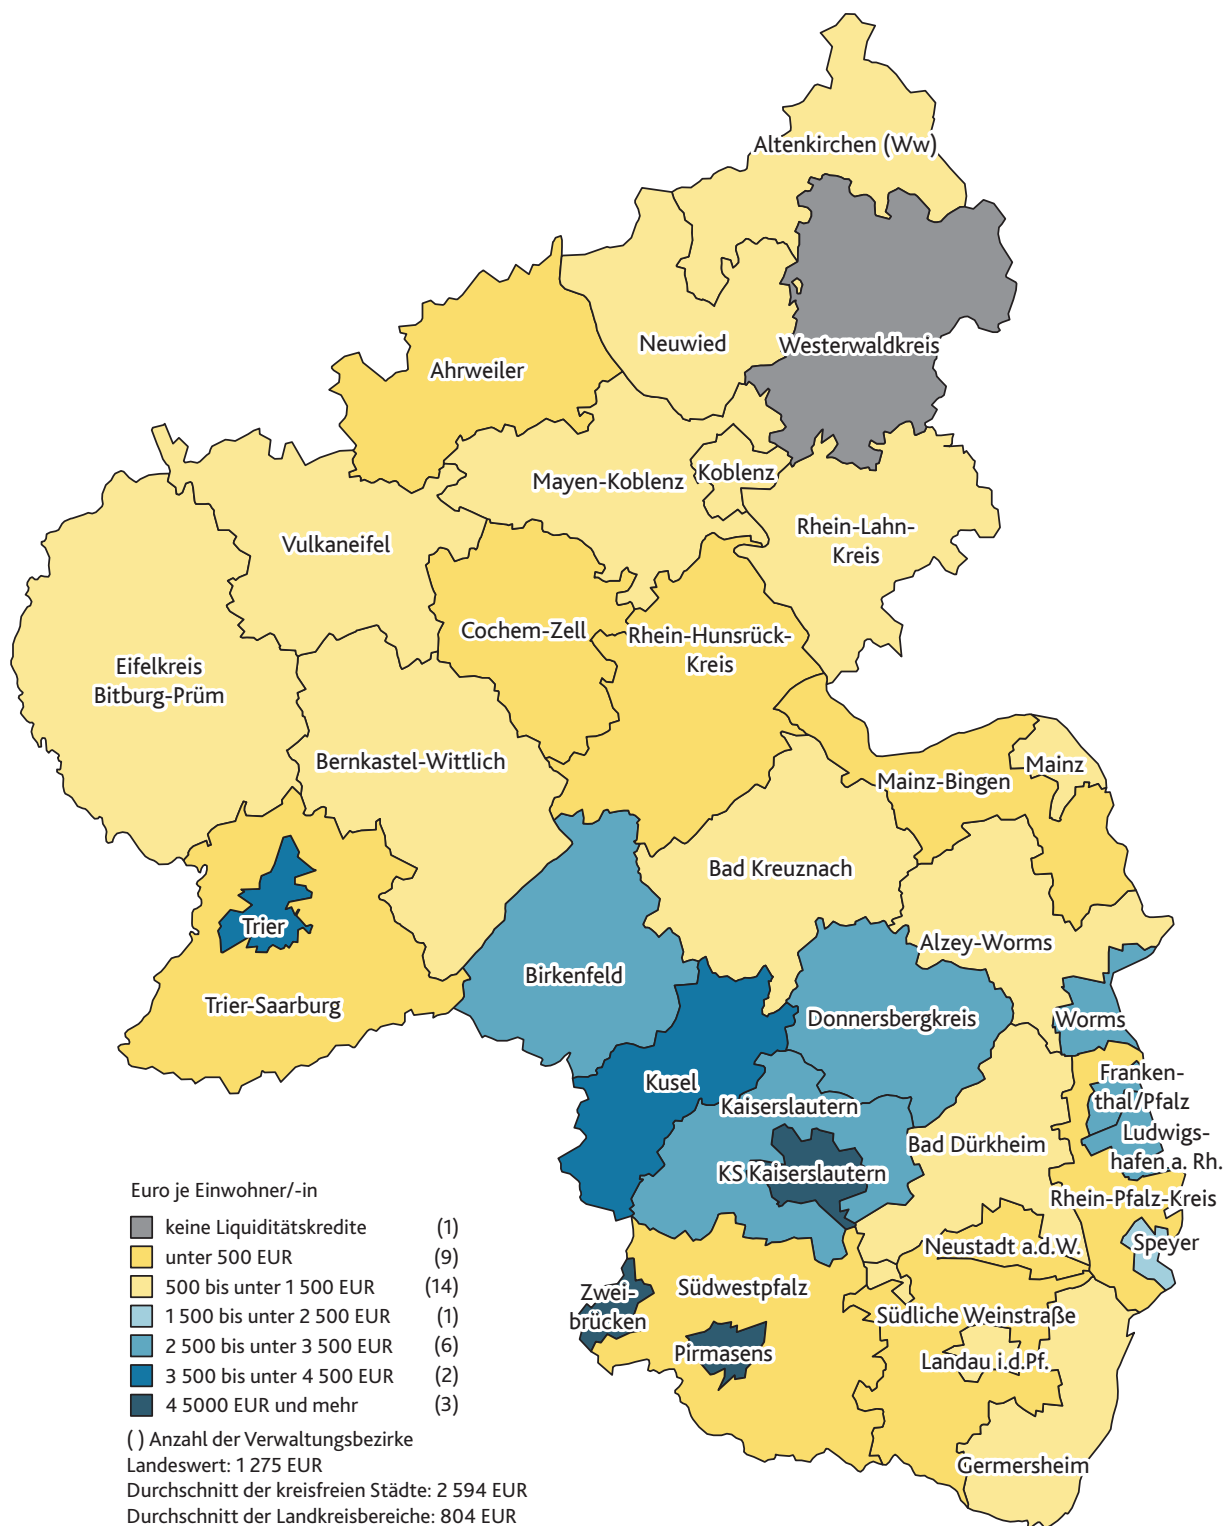 Altenkirchen (Ww)
Neuwied
Westerwaldkreis
Ahrweiler
Mayen-Koblenz
Koblenz
Rhein-Lahn-
Kreis
Vulkaneifel
Cochem-Zell
Rhein-Hunsrück-
Kreis
Eifelkreis
Bitburg-Prüm
Bernkastel-Wittlich
Mainz-Bingen
Mainz
Bad Kreuznach
Trier
Alzey-Worms
Birkenfeld
Trier-Saarburg
Donnersbergkreis
Worms
Kusel
Franken-
thal/Pfalz
Kaiserslautern
Ludwigs-
hafen a. Rh.
Bad Dürkheim
KS Kaiserslautern
Rhein-Pfalz-Kreis
Neustadt a.d.W.
Speyer
Zwei-
brücken
Südwestpfalz
Südliche Weinstraße
Pirmasens
Landau i.d.Pf.
Germersheim
Euro je Einwohner/-in
keine Liquiditätskredite (1)
unter 500 EUR (9)
500 bis unter 1 500 EUR (14)
1 500 bis unter 2 500 EUR (1)
2 500 bis unter 3 500 EUR (6)
3 500 bis unter 4 500 EUR (2)
4 5000 EUR und mehr (3)
( ) Anzahl der Verwaltungsbezirke
Landeswert: 1 275 EUR
Durchschnitt der kreisfreien Städte: 2 594 EUR
Durchschnitt der Landkreisbereiche: 804 EUR